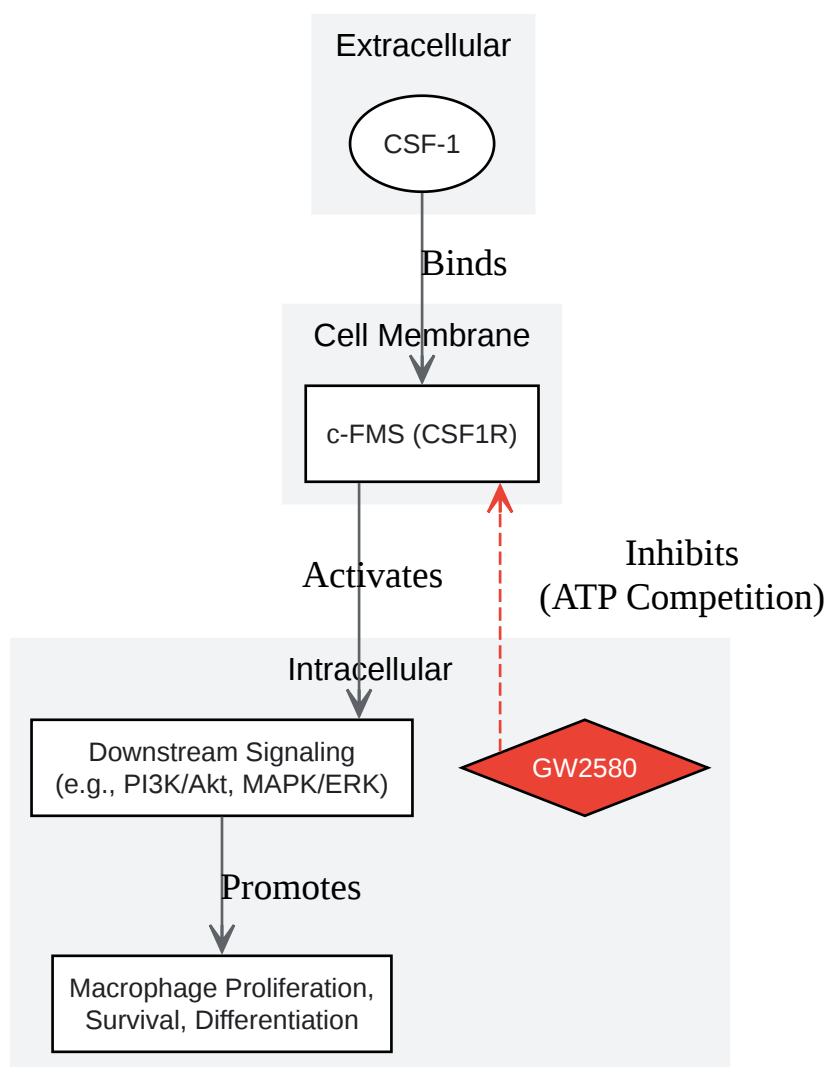 Extracellular
CSF-1
Binds
Cell Membrane
c-FMS (CSF1R)
Activates
Inhibits
(ATP Competition)
Intracellular
Downstream Signaling
(e.g., PI3K/Akt, MAPK/ERK)
GW2580
Promotes
Macrophage Proliferation,
Survival, Differentiation